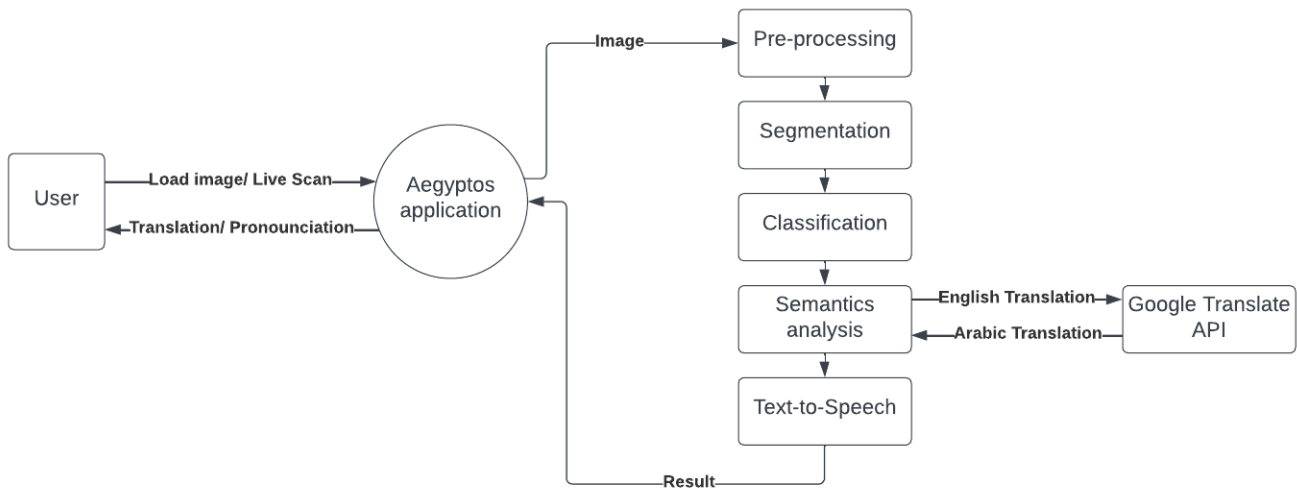 Image
Pre-processing
Segmentation
Load image/ Live Scan
User
Aegyptos
application
Translation/ Pronounciation
Classification
Semantics
analysis
English Translation
Arabic Translation
Google Translate
API
Text-to-Speech
Result